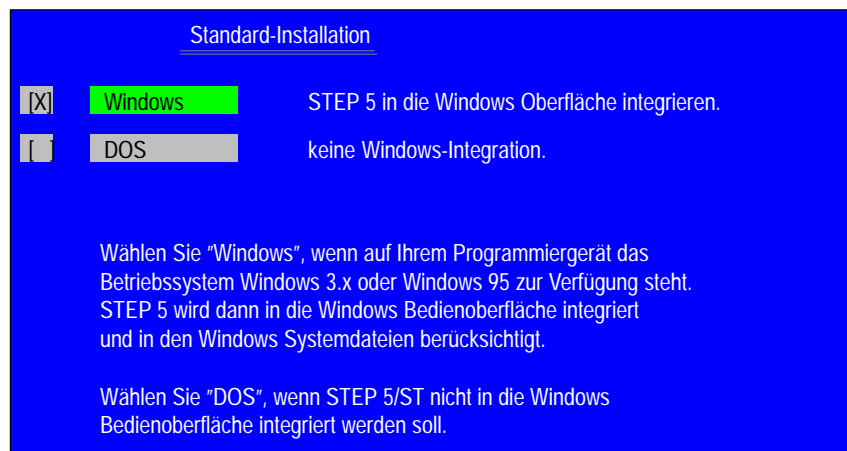 Standard-Installation
[X] Windows STEP 5 in die Windows Oberfläche integrieren.
[ ] DOS keine Windows-Integration.
Wählen Sie "Windows", wenn auf Ihrem Programmiergerät das
Betriebssystem Windows 3.x oder Windows 95 zur Verfügung steht.
STEP 5 wird dann in die Windows Bedienoberfläche integriert
und in den Windows Systemdateien berücksichtigt.
Wählen Sie "DOS", wenn STEP 5/ST nicht in die Windows
Bedienoberfläche integriert werden soll.